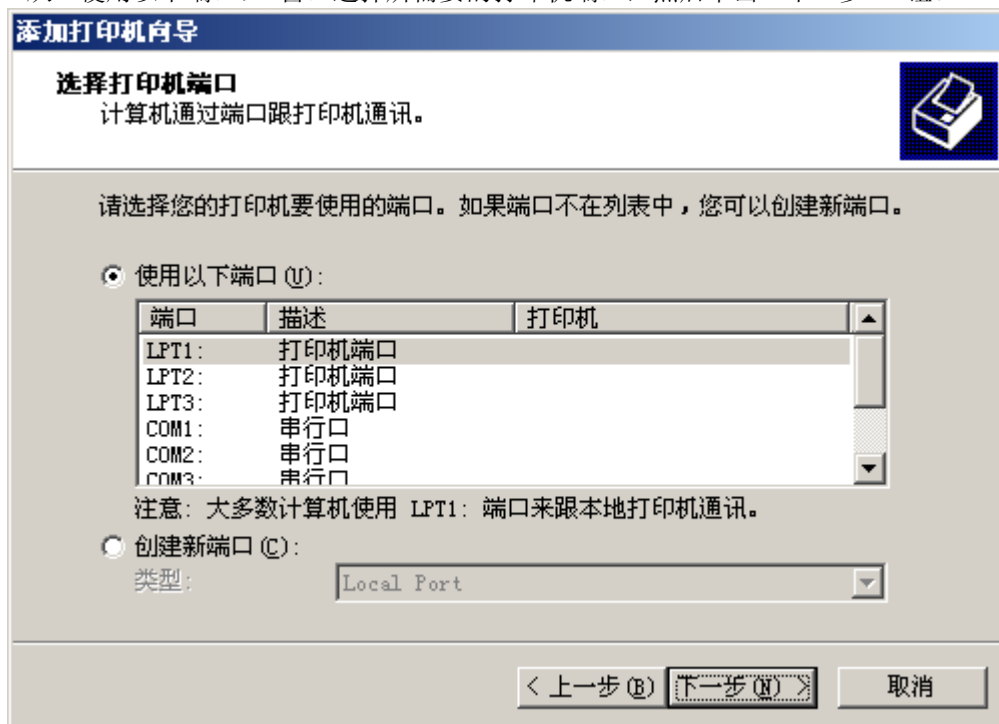 添加打印机向导
选择打印机端口
计算机通过端口跟打印机通讯。
请选择您的打印机要使用的端口。如果端口不在列表中，您可以创建新端口。
使用以下端口(U):
端口 描述 打印机
LPT1: 打印机端口
LPT2: 打印机端口
LPT3: 打印机端口
COM1: 串行口
COM2: 串行口
COM3: 串行口
注意: 大多数计算机使用 LPT1: 端口来跟本地打印机通讯。
创建新端口(C):
类型: Local Port
< 上一步(B) 下一步(N) > 取消